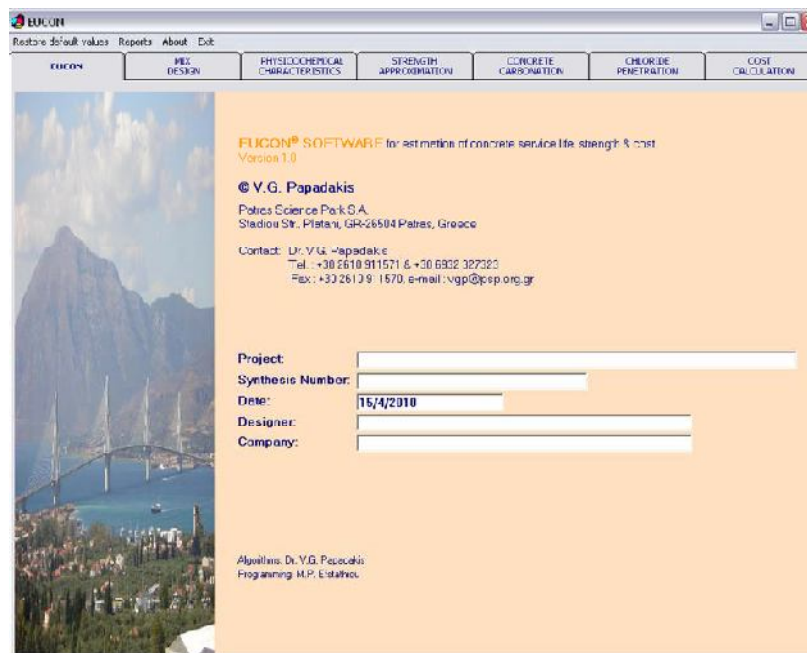 EUCON
Restore default values Reports About Exit
EUCON
MIX DESIGN
PHYSICOCHEMICAL CHARACTERISTICS
STRENGTH APPROXIMATION
CONCRETE CARBONATION
CHLORIDE PENETRATION
COST CALCULATION
EUCON® SOFTWARE for estimation of concrete service life, strength & cost
Version 1.0
© V.G. Papadakis
Patras Science Park S.A.
Stadiou Str., Platani, GR-26504 Patras, Greece
Contact: Dr. V.G. Papadakis
Tel.: +30 2610 911571 & +30 6932 327323
Fax: +30 2610 911570, e-mail: vgp@psp.org.gr
Project:
Synthesis Number:
Date: 15/4/2010
Designer:
Company:
Algorithms: Dr. V.G. Papadakis
Programming: M.P. Efstathiou